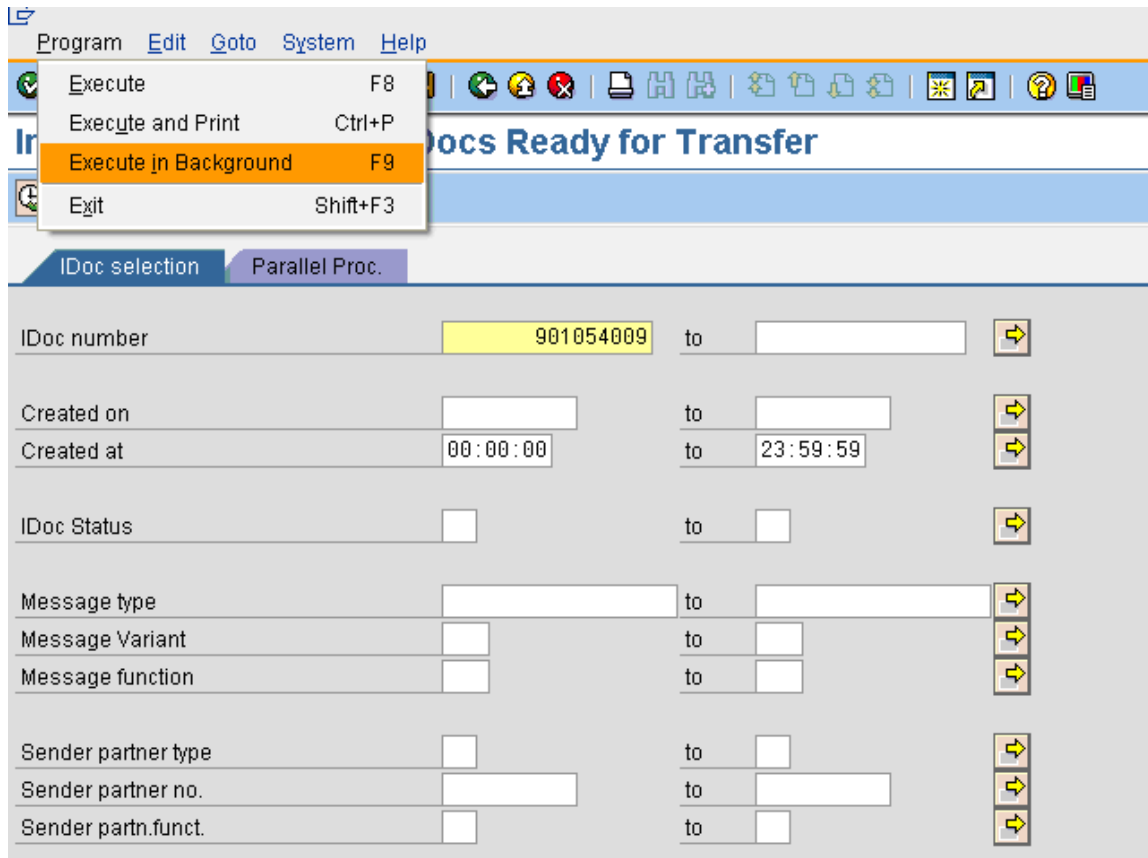 Program Edit Goto System Help
Execute F8
Execute and Print Ctrl+P
In ocs Ready for Transfer
Execute in Background F9
Exit Shift+F3
IDoc selection Parallel Proc.
IDoc number 901054009 to
Created on to
Created at 00:00:00 to 23:59:59
IDoc Status to
Message type to
Message Variant to
Message function to
Sender partner type to
Sender partner no. to
Sender partn.funct. to